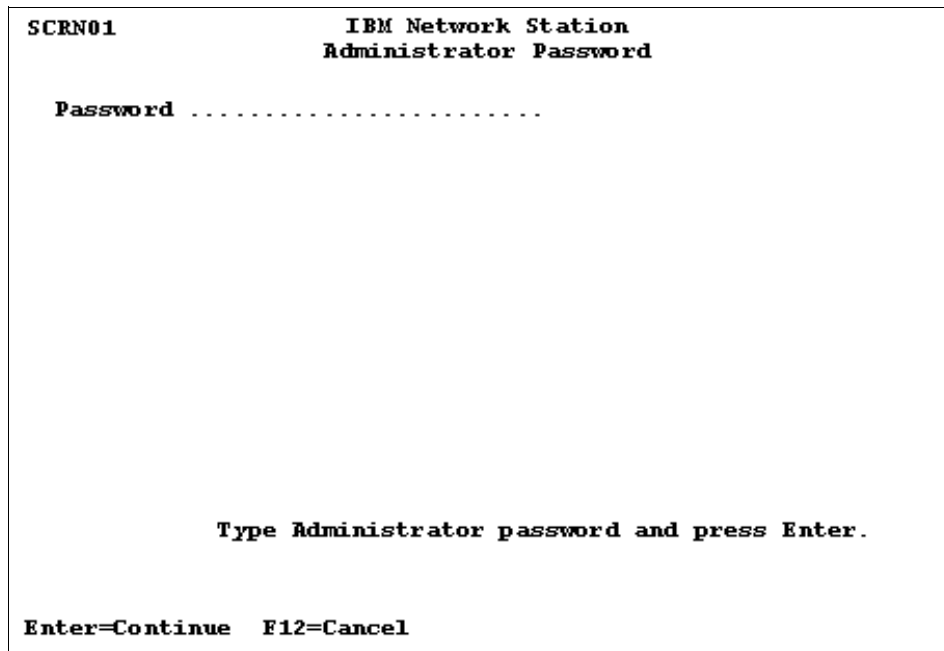 SCRN01 IBM Network Station
Administrator Password
Password ........................
Type Administrator password and press Enter.
Enter=Continue F12=Cancel